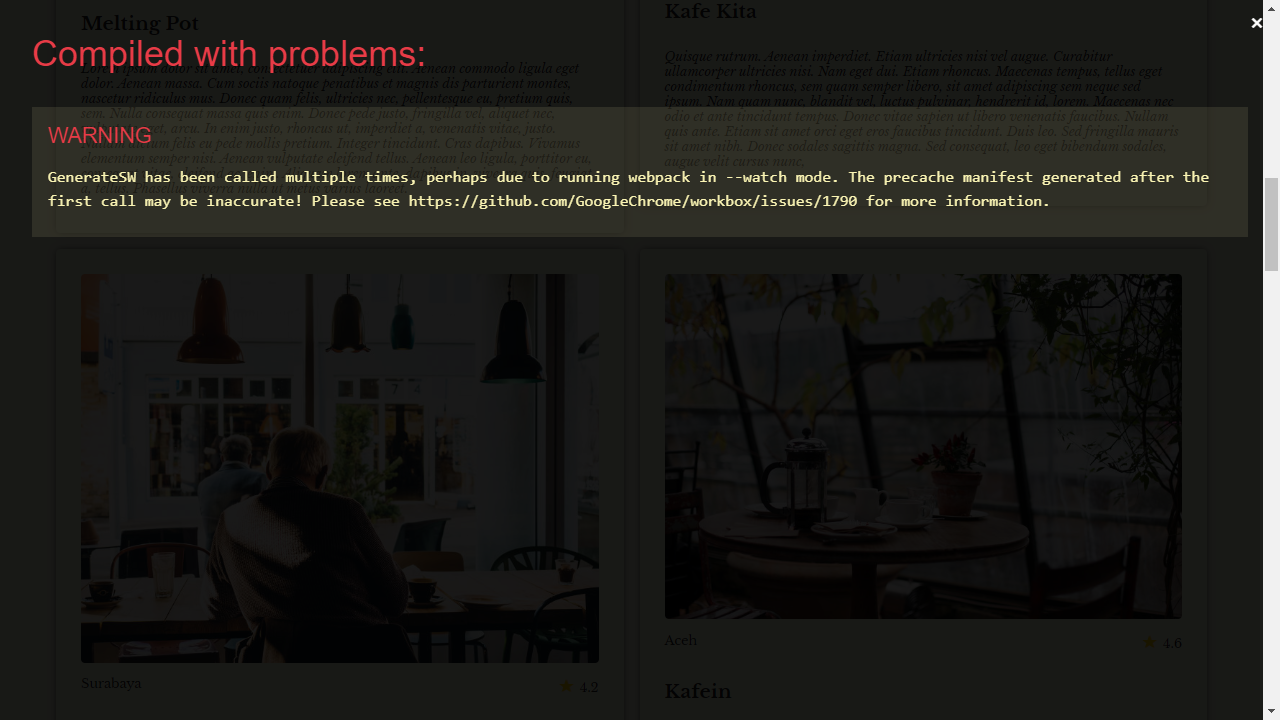 Melting Pot
Kafe Kita
Compiled with problems:
Lorem ipsum dolor sit amet, consectetuer adipiscing elit. Aenean commodo ligula eget
dolor. Aenean massa. Cum sociis natoque penatibus et magnis dis parturient montes,
nascetur ridiculus mus. Donec quam felis, ultricies nec, pellentesque eu, pretium quis,
sem. Nulla consequat massa quis enim. Donec pede justo, fringilla vel, aliquet nec,
eget, arcu. In enim justo, rhoncus ut, imperdiet a, venenatis vitae, justo.
dictum felis eu pede mollis pretium. Integer tincidunt. Cras dapibus. Vivamus
elementum semper nisi. Aenean vulputate eleifend tellus. Aenean leo ligula, porttitor eu,
a, tellus. Phasellus viverra nulla ut metus varius laoreet.
Quisque rutrum. Aenean imperdiet. Etiam ultricies nisi vel augue. Curabitur
ullamcorper ultricies nisi. Nam eget dui. Etiam rhoncus. Maecenas tempus, tellus eget
condimentum rhoncus, sem quam semper libero, sit amet adipiscing sem neque sed
ipsum. Nam quam nunc, blandit vel, luctus pulvinar, hendrerit id, lorem. Maecenas nec
odio et ante tincidunt tempus. Donec vitae sapien ut libero venenatis faucibus. Nullam
quis ante. Etiam sit amet orci eget eros faucibus tincidunt. Duis leo. Sed fringilla mauris
sit amet nibh. Donec sodales sagittis magna. Sed consequat, leo eget bibendum sodales,
augue velit cursus nunc,
WARNING
GenerateSW has been called multiple times, perhaps due to running webpack in --watch mode. The precache manifest generated after the
first call may be inaccurate! Please see https://github.com/GoogleChrome/workbox/issues/1790 for more information.
Surabaya
4.2
Aceh
4.6
Kafein